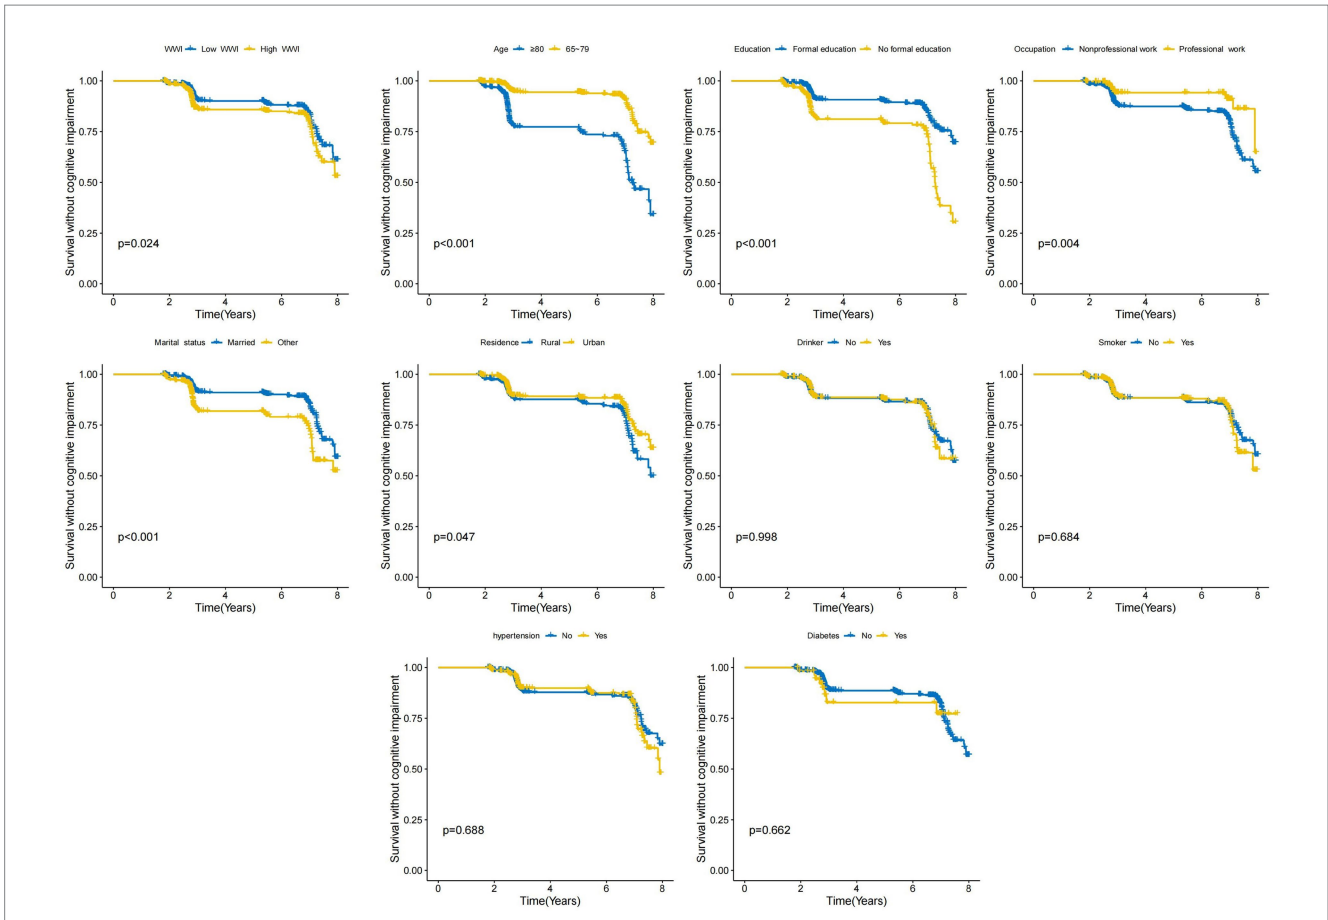 WWI Low WWI High WWI
Survival without cognitive impairment
1.00
0.75
0.50
0.25
0.00
p=0.024
0 2 4 6 8
Time(Years)
Age ≥80 65~79
Survival without cognitive impairment
1.00
0.75
0.50
0.25
0.00
p<0.001
0 2 4 6 8
Time(Years)
Education Formal education No formal education
Survival without cognitive impairment
1.00
0.75
0.50
0.25
0.00
p<0.001
0 2 4 6 8
Time(Years)
Occupation Nonprofessional work Professional work
Survival without cognitive impairment
1.00
0.75
0.50
0.25
0.00
p=0.004
0 2 4 6 8
Time(Years)
Marital status Married Other
Survival without cognitive impairment
1.00
0.75
0.50
0.25
0.00
p<0.001
0 2 4 6 8
Time(Years)
Residence Rural Urban
Survival without cognitive impairment
1.00
0.75
0.50
0.25
0.00
p=0.047
0 2 4 6 8
Time(Years)
Drinker No Yes
Survival without cognitive impairment
1.00
0.75
0.50
0.25
0.00
p=0.998
0 2 4 6 8
Time(Years)
Smoker No Yes
Survival without cognitive impairment
1.00
0.75
0.50
0.25
0.00
p=0.684
0 2 4 6 8
Time(Years)
hypertension No Yes
Survival without cognitive impairment
1.00
0.75
0.50
0.25
0.00
p=0.688
0 2 4 6 8
Time(Years)
Diabetes No Yes
Survival without cognitive impairment
1.00
0.75
0.50
0.25
0.00
p=0.662
0 2 4 6 8
Time(Years)